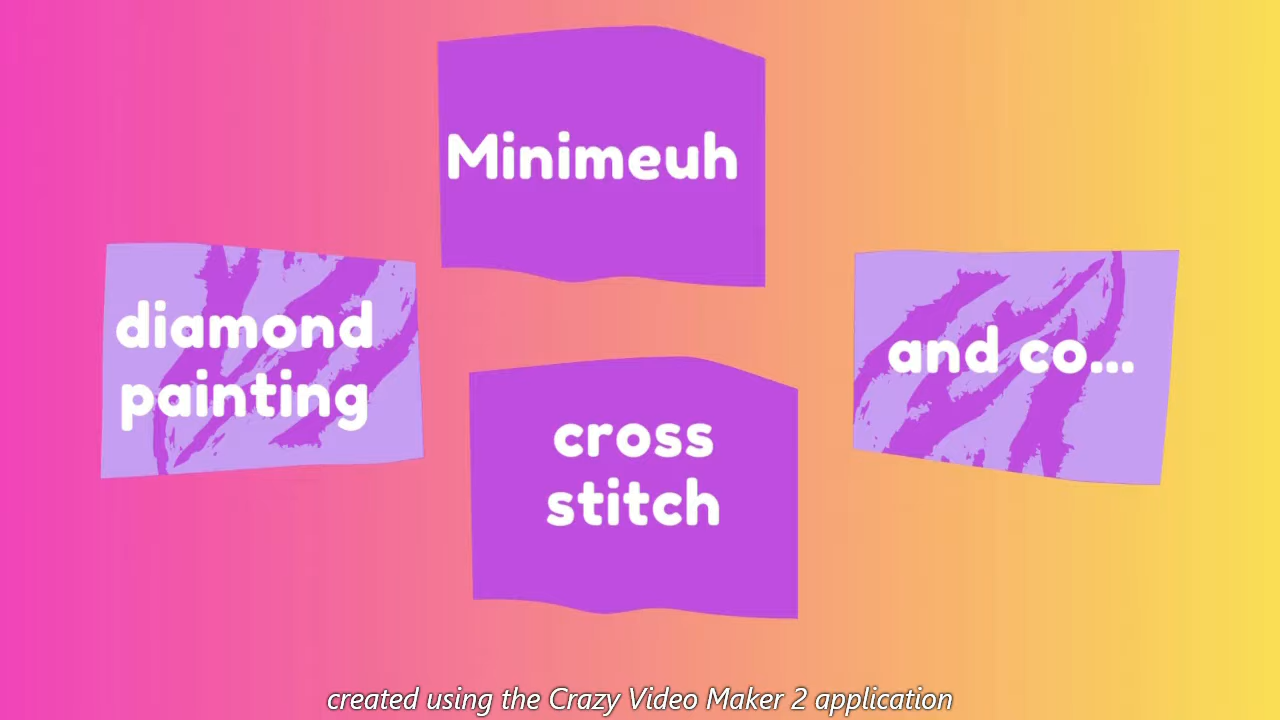 Minimeuh
diamond
painting
and co...
cross
stitch
created using the Crazy Video Maker 2 application